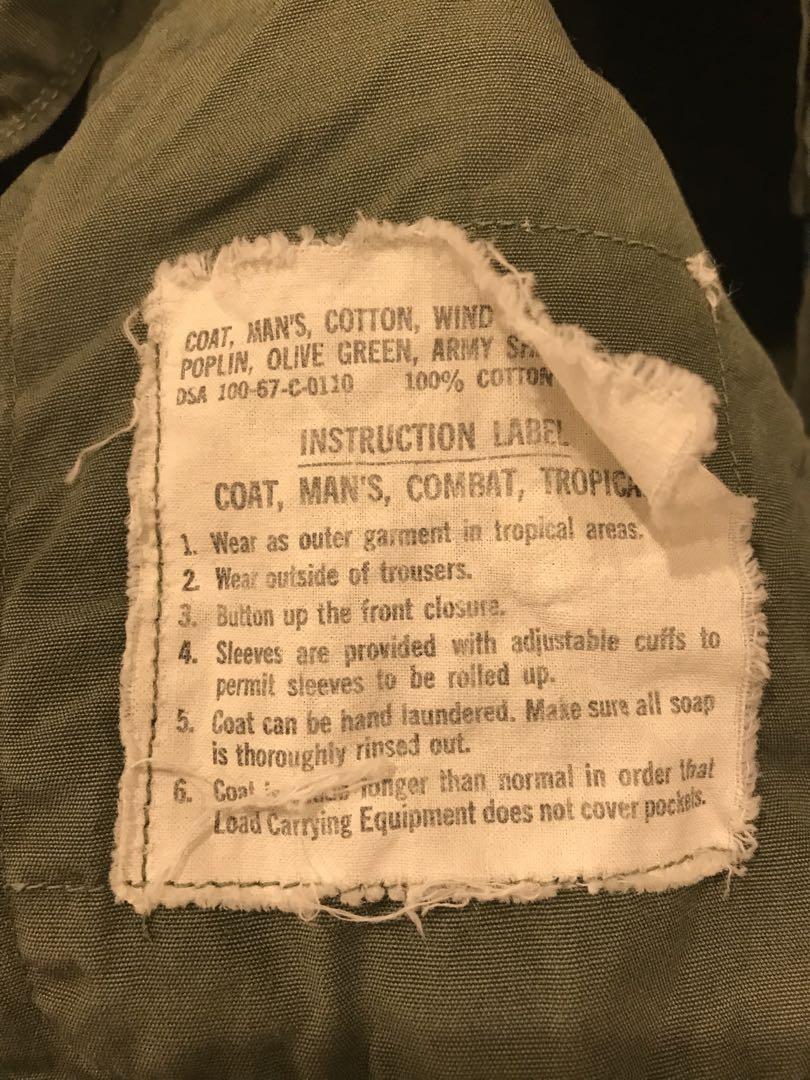 COAT, MAN'S, COTTON, WIND
POPLIN, OLIVE GREEN, ARMY
DSA 100-67-C-0110 100% COTTON
INSTRUCTION LABEL
COAT, MAN'S, COMBAT,
1. Wear as outer garment in tropical areas.
2. Wear outside of trousers.
3. Button up the front closure.
4. Sleeves are provided with adjustable cuffs to
permit sleeves to be rolled up.
5. Coat can be hand laundered. Make sure all soap
is thoroughly rinsed out.
6. Coat longer than normal in order that
Load Carrying Equipment does not cover pockets.